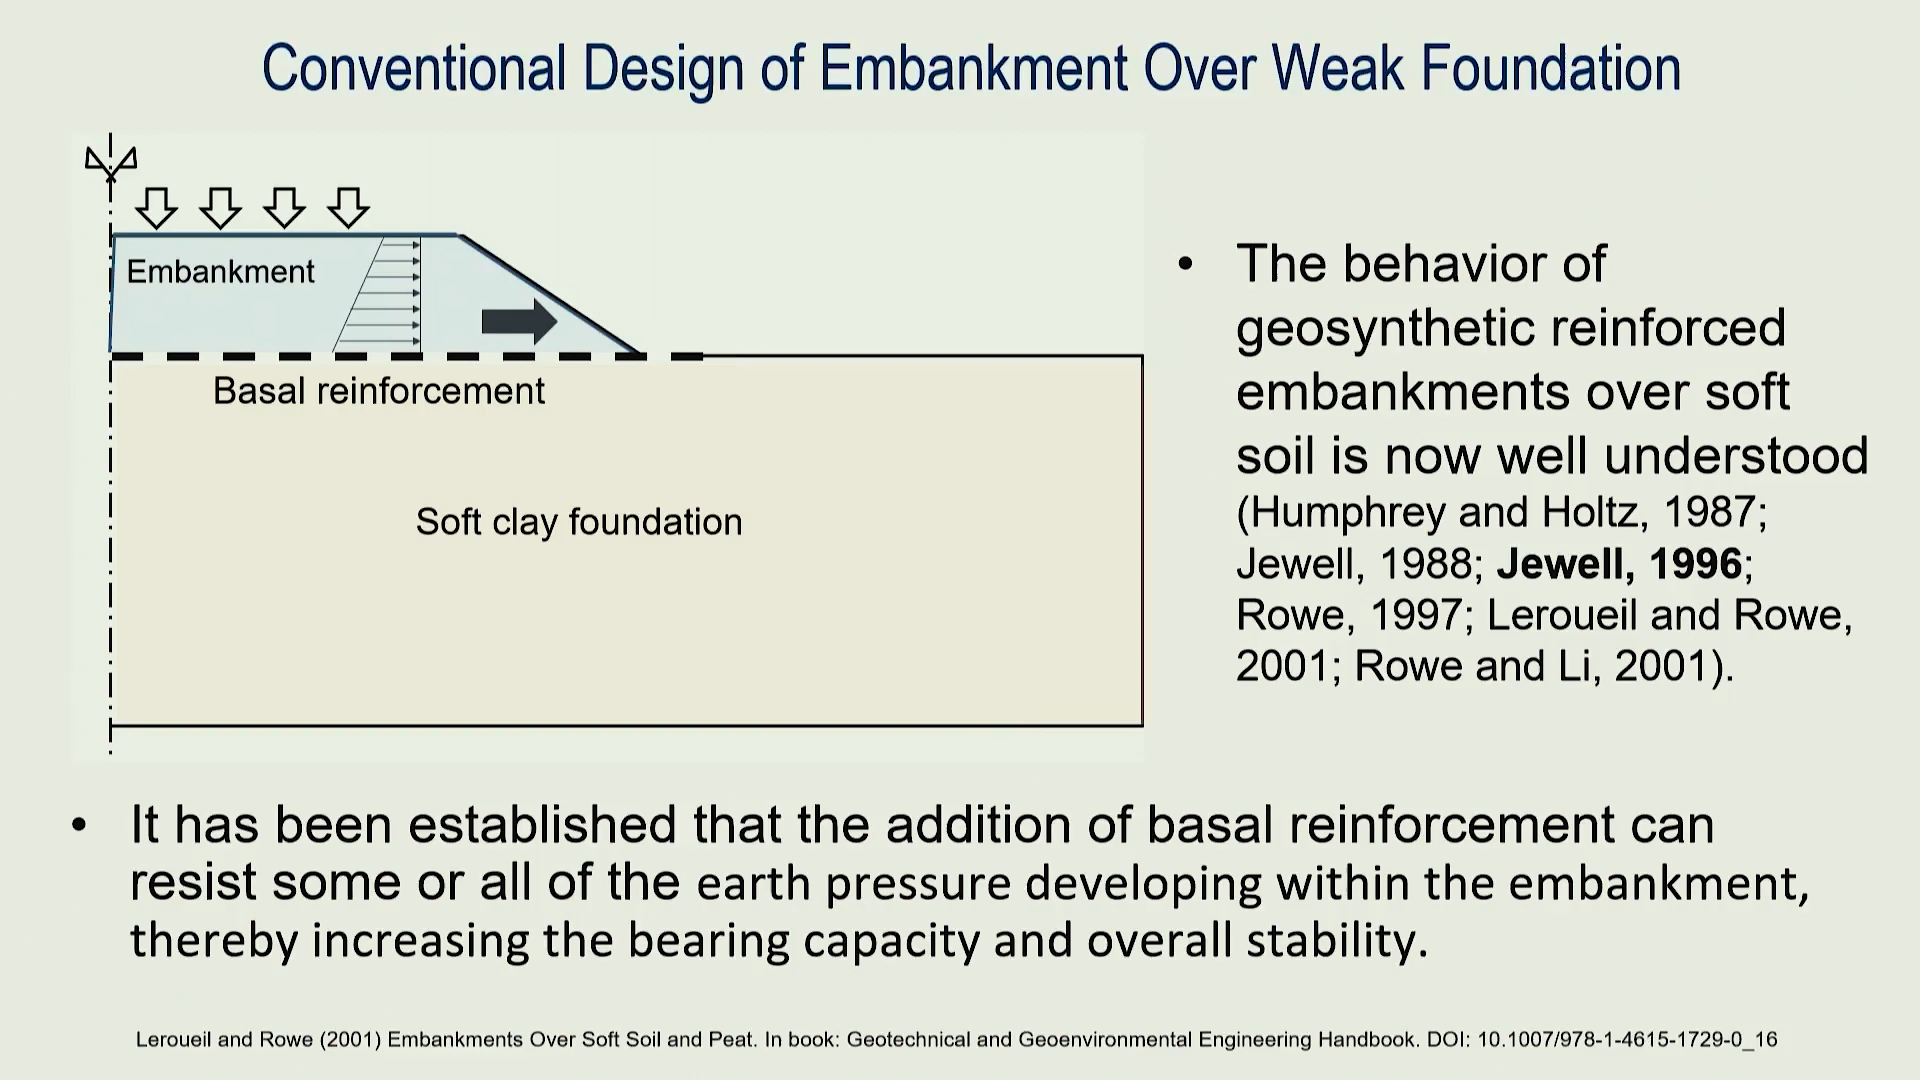 Conventional Design of Embankment Over Weak Foundation
Embankment
Basal reinforcement
Soft clay foundation
• The behavior of
geosynthetic reinforced
embankments over soft
soil is now well understood
(Humphrey and Holtz, 1987;
Jewell, 1988; Jewell, 1996;
Rowe, 1997; Leroueil and Rowe,
2001; Rowe and Li, 2001).
• It has been established that the addition of basal reinforcement can
resist some or all of the earth pressure developing within the embankment,
thereby increasing the bearing capacity and overall stability.
Leroueil and Rowe (2001) Embankments Over Soft Soil and Peat. In book: Geotechnical and Geoenvironmental Engineering Handbook. DOI: 10.1007/978-1-4615-1729-0_16